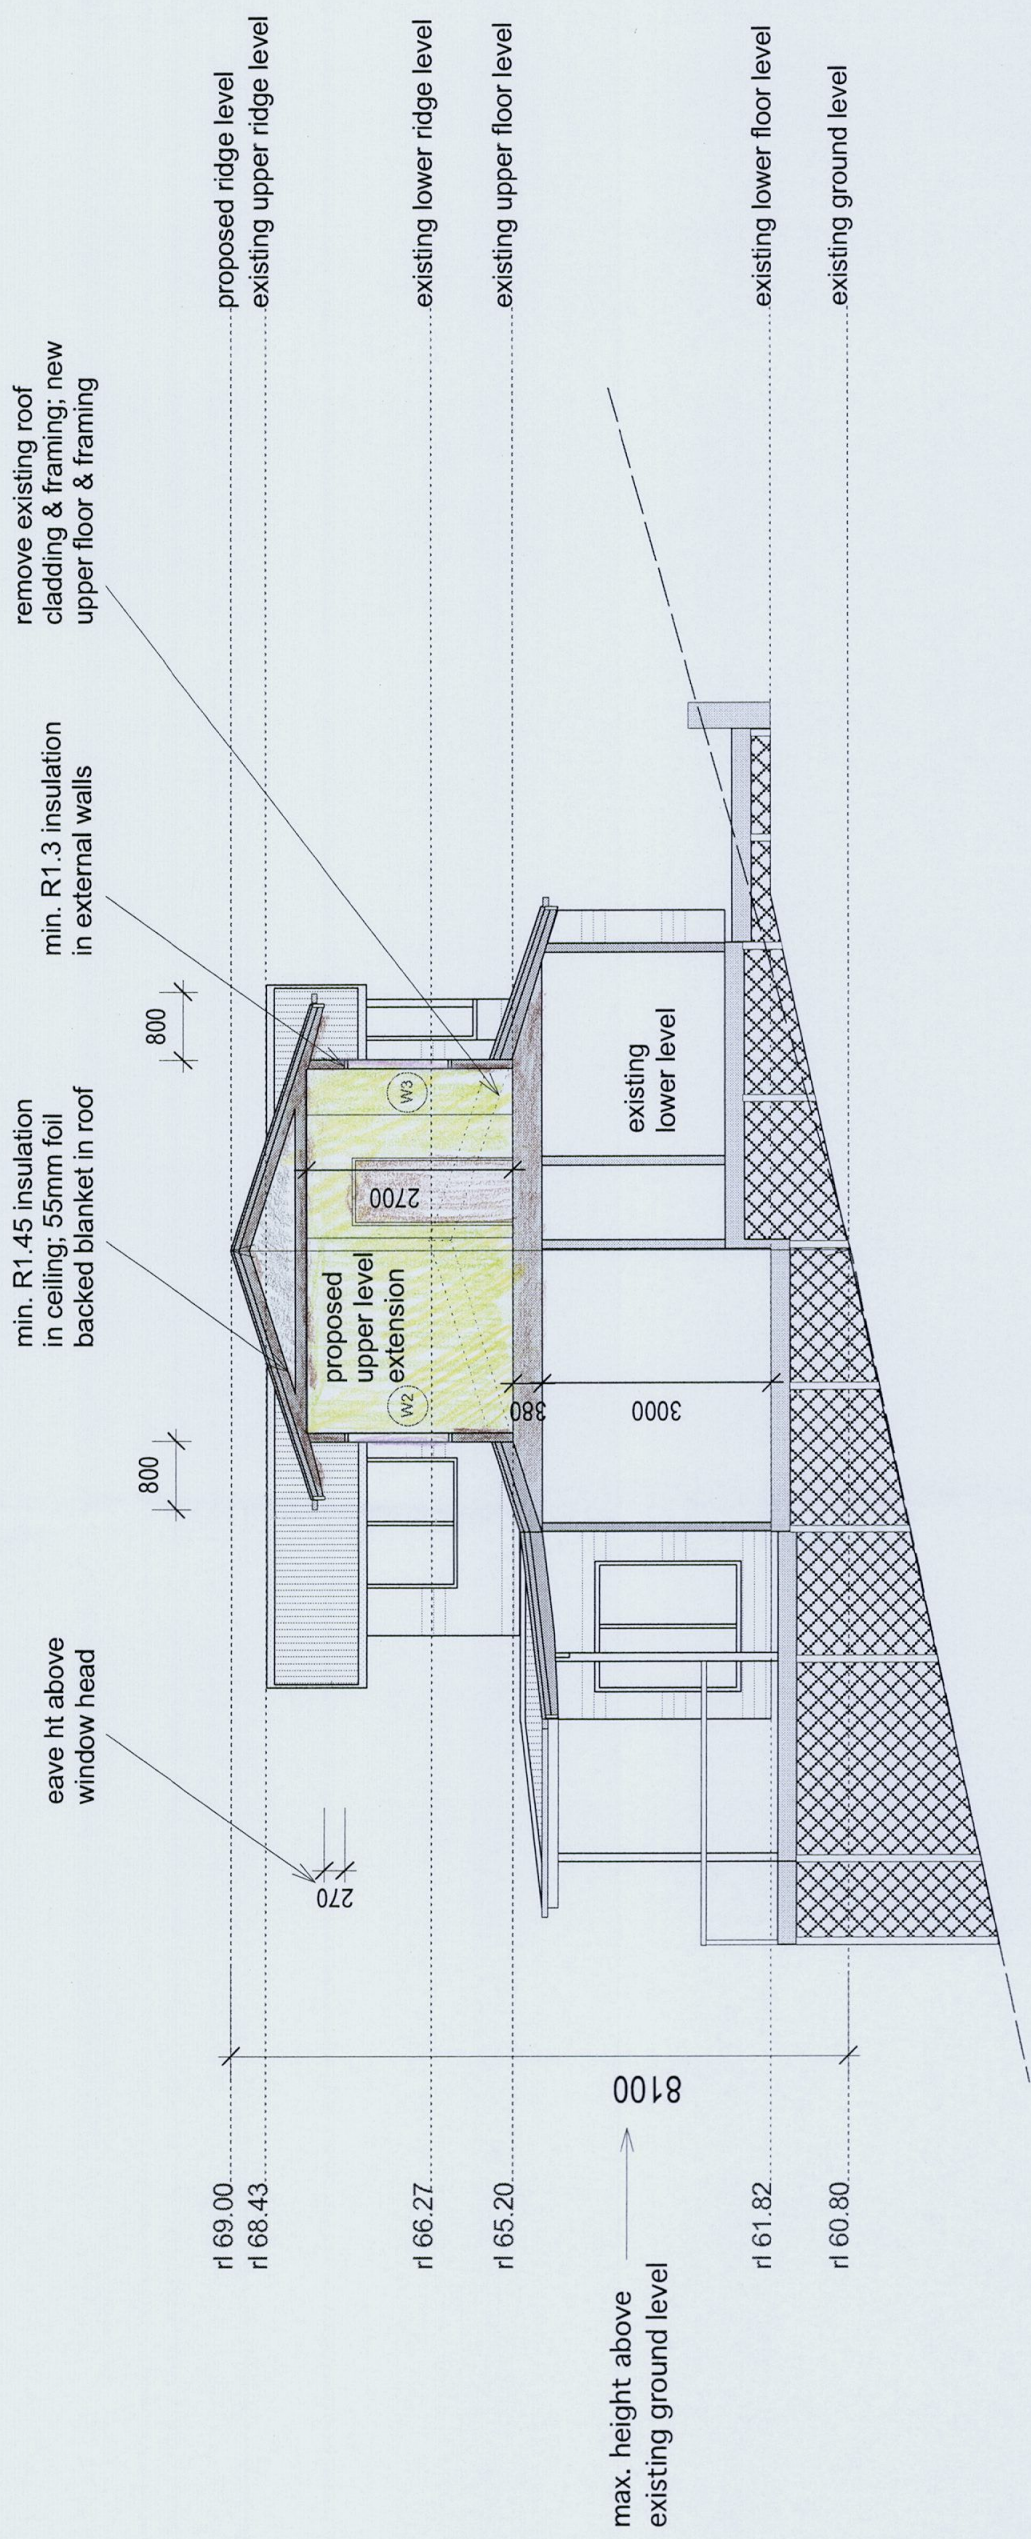 eave ht above
window head
min. R1.45 insulation
in ceiling; 55mm foil
backed blanket in roof
min. R1.3 insulation
in external walls
remove existing roof
cladding & framing; new
upper floor & framing
800
800
rl 69.00
proposed ridge level
rl 68.43
existing upper ridge level
270
proposed
upper level
extension
2700
W2
W3
rl 66.27
existing lower ridge level
rl 65.20
existing upper floor level
380
max. height above
existing ground level
8100
3000
existing
lower level
rl 61.82
existing lower floor level
rl 60.80
existing ground level